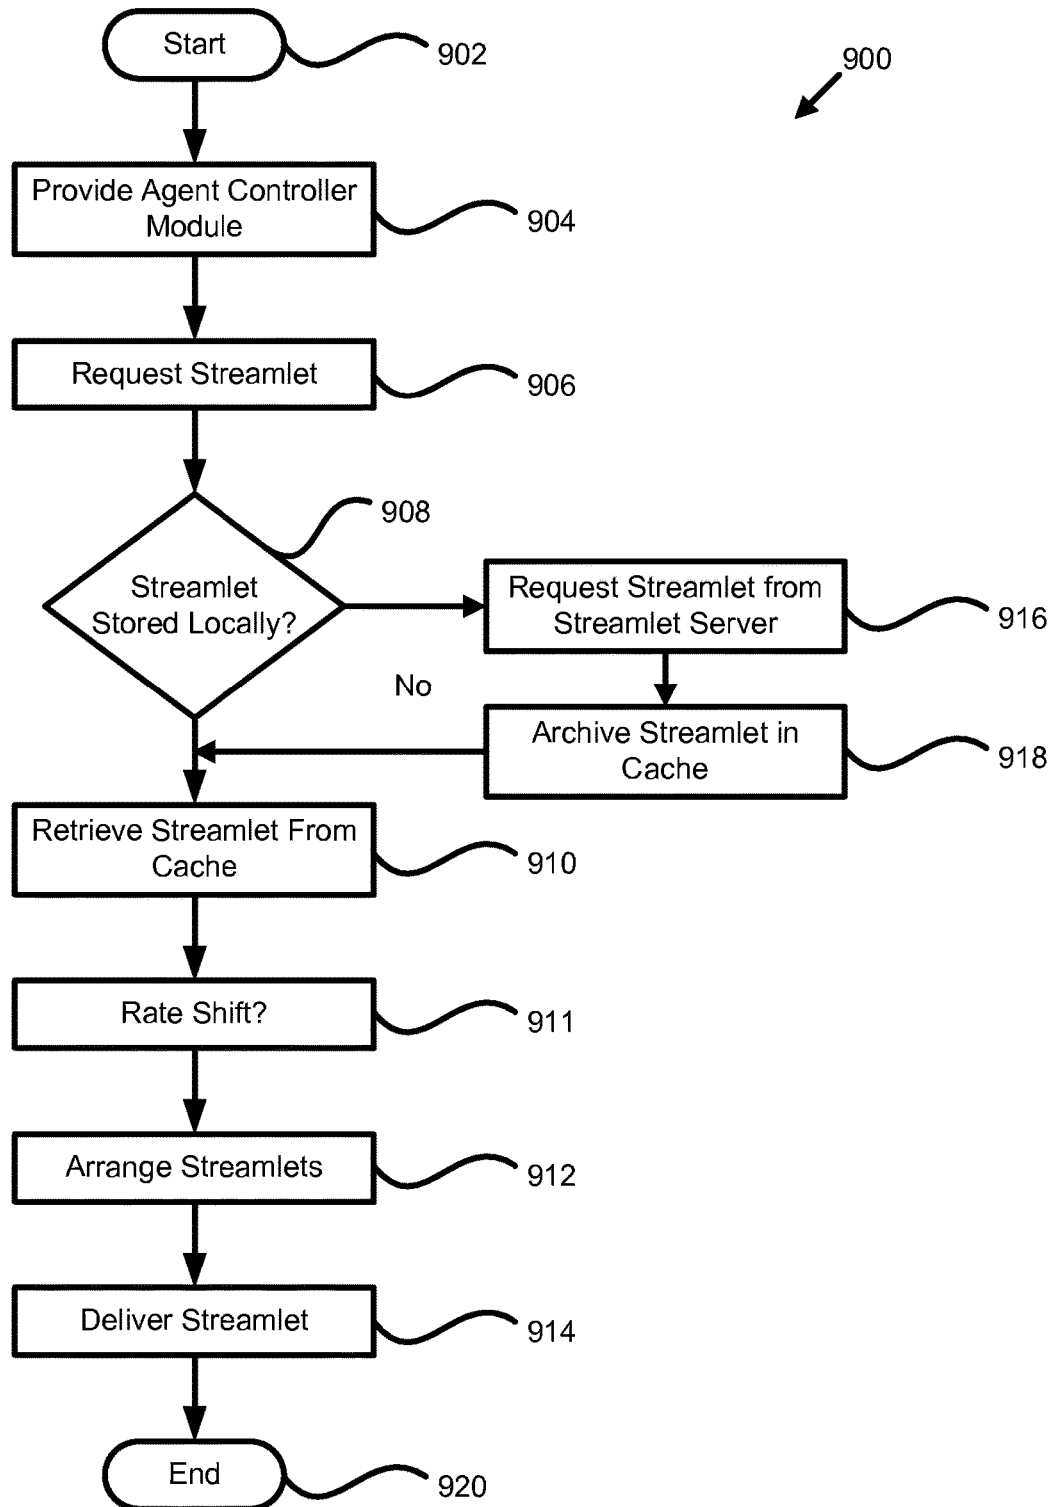 Start
902
900
Provide Agent Controller
Module
904
Request Streamlet
906
908
Streamlet
Stored Locally?
Request Streamlet from
Streamlet Server
916
No
Archive Streamlet in
Cache
918
Retrieve Streamlet From
Cache
910
Rate Shift?
911
Arrange Streamlets
912
Deliver Streamlet
914
End
920